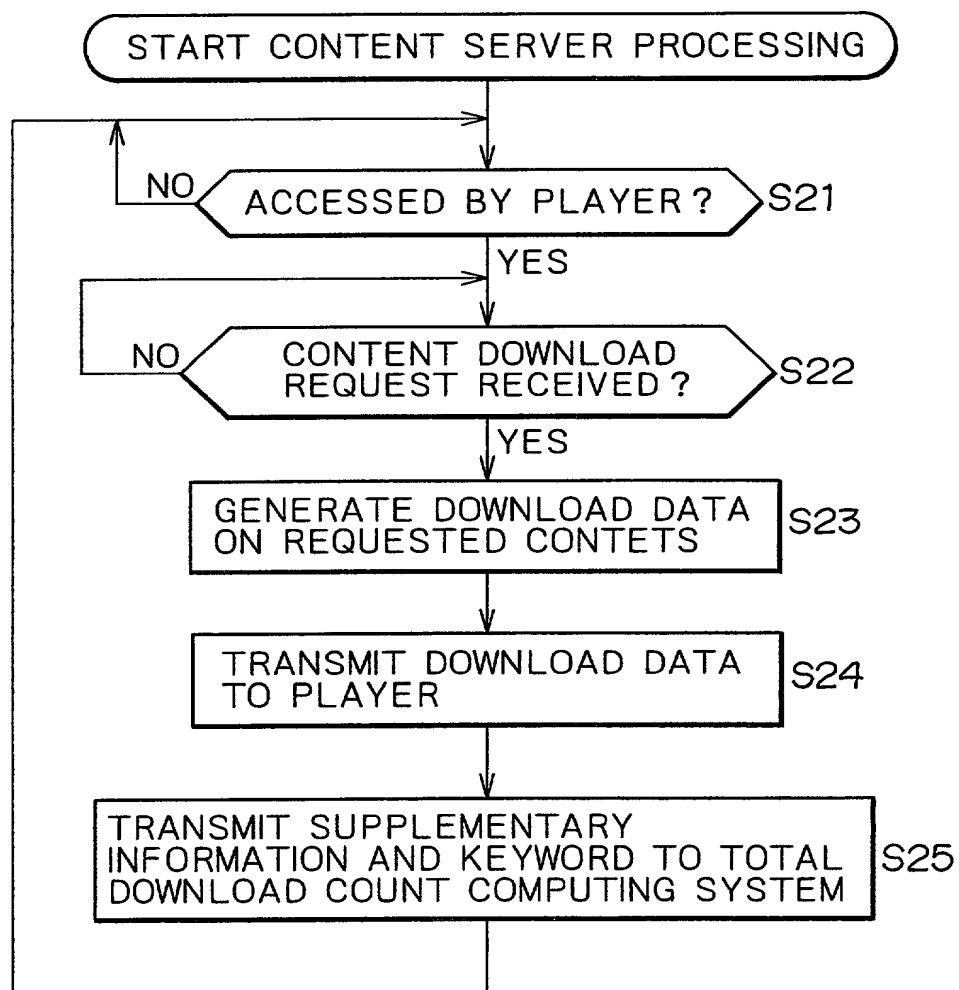 START CONTENT SERVER PROCESSING
NO
ACCESSED BY PLAYER?
S21
YES
NO
CONTENT DOWNLOAD
REQUEST RECEIVED?
S22
YES
GENERATE DOWNLOAD DATA
ON REQUESTED CONTETS
S23
TRANSMIT DOWNLOAD DATA
TO PLAYER
S24
TRANSMIT SUPPLEMENTARY
INFORMATION AND KEYWORD TO TOTAL
DOWNLOAD COUNT COMPUTING SYSTEM
S25